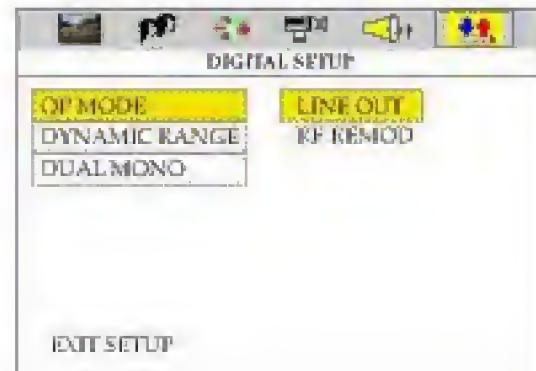 DIGITAL SETUP
OP MODE
LINE OUT
DYNAMIC RANGE
RF REMOD
DUAL MONO
EXIT SETUP